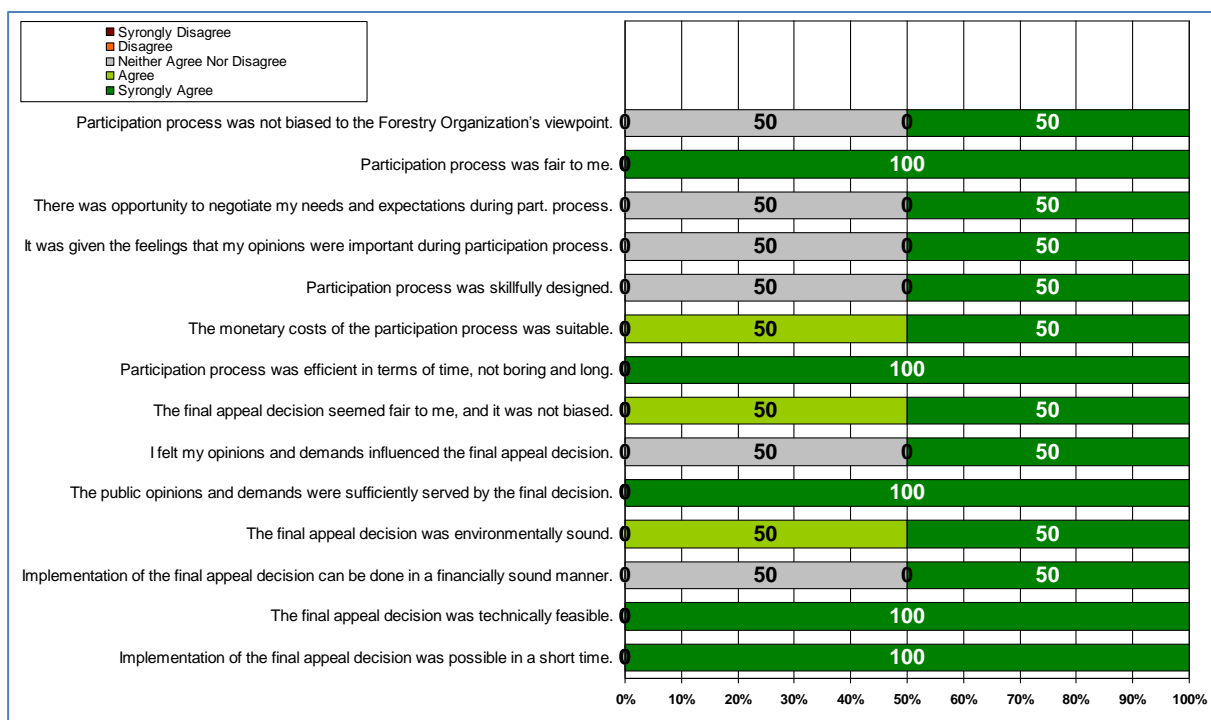 Syrongly Disagree
Disagree
Neither Agree Nor Disagree
Agree
Syrongly Agree
Participation process was not biased to the Forestry Organization's viewpoint. 0 50 0 50
Participation process was fair to me. 0 100
There was opportunity to negotiate my needs and expectations during part. process. 0 50 0 50
It was given the feelings that my opinions were important during participation process. 0 50 0 50
Participation process was skillfully designed. 0 50 0 50
The monetary costs of the participation process was suitable. 0 50 50
Participation process was efficient in terms of time, not boring and long. 0 100
The final appeal decision seemed fair to me, and it was not biased. 0 50 50
I felt my opinions and demands influenced the final appeal decision. 0 50 0 50
The public opinions and demands were sufficiently served by the final decision. 0 100
The final appeal decision was environmentally sound. 0 50 50
Implementation of the final appeal decision can be done in a financially sound manner. 0 50 0 50
The final appeal decision was technically feasible. 0 100
Implementation of the final appeal decision was possible in a short time. 0 100
0% 10% 20% 30% 40% 50% 60% 70% 80% 90% 100%